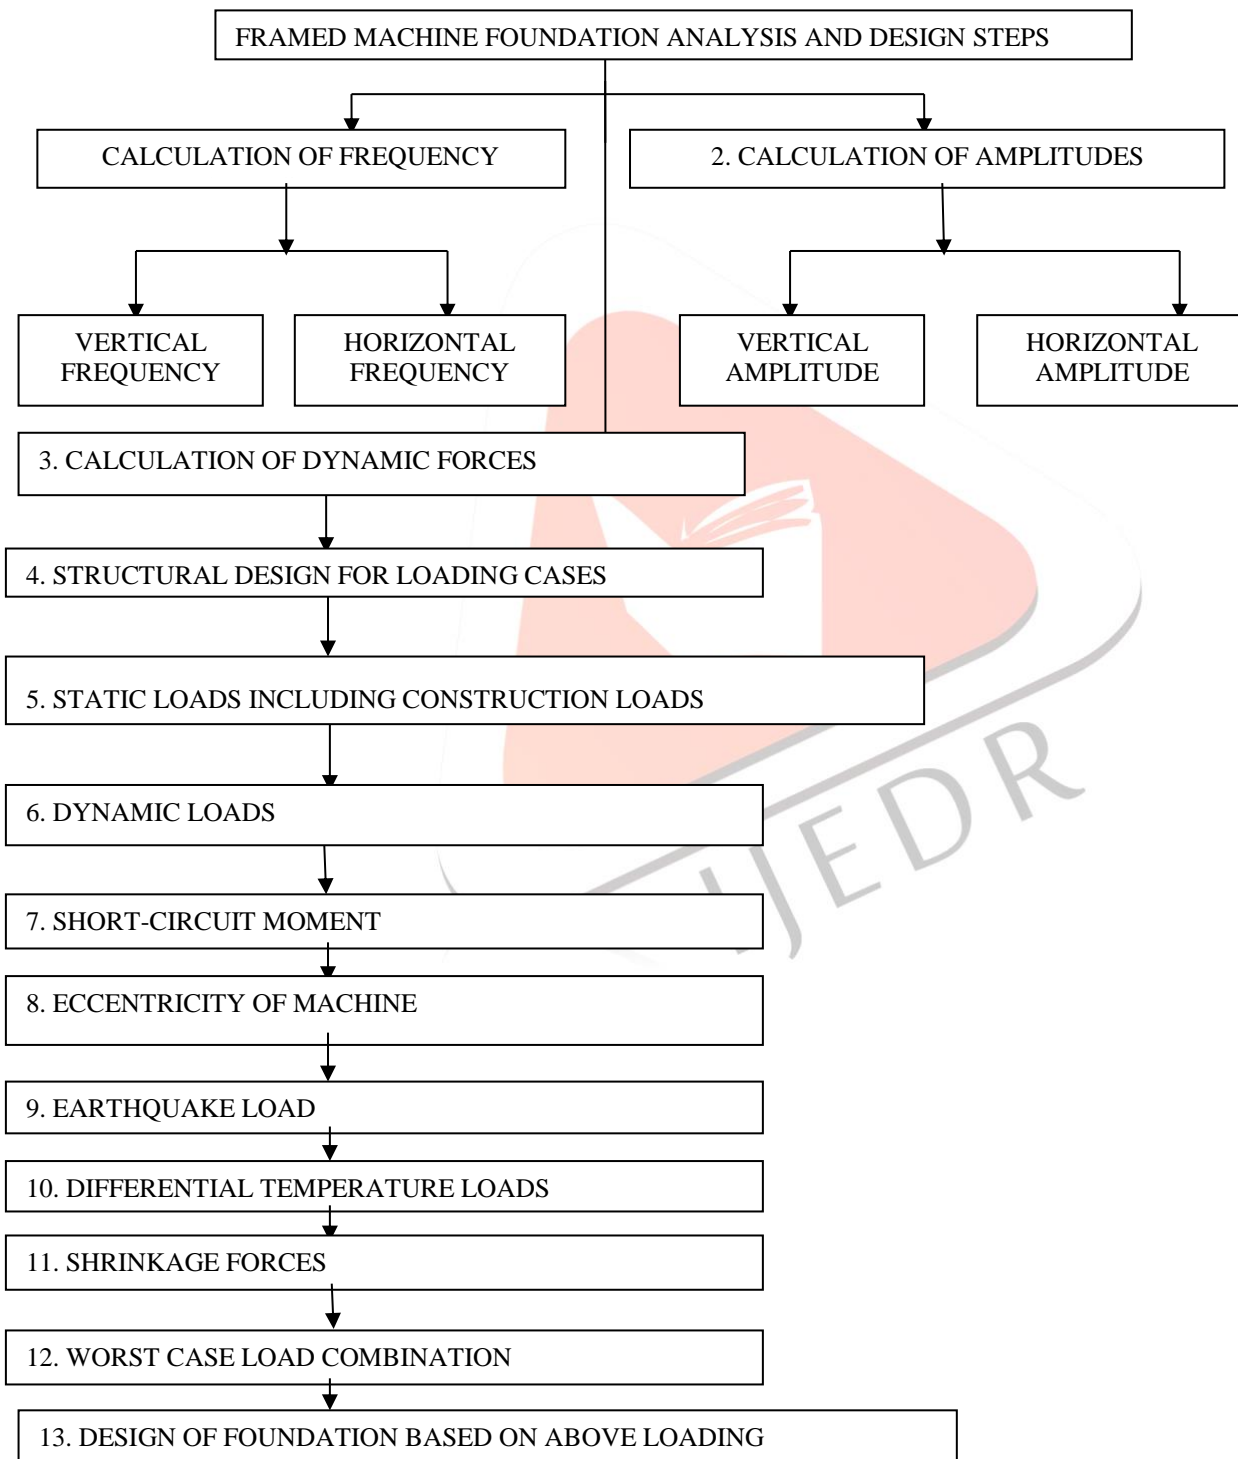 FRAMED MACHINE FOUNDATION ANALYSIS AND DESIGN STEPS
CALCULATION OF FREQUENCY
2. CALCULATION OF AMPLITUDES
VERTICAL
FREQUENCY
HORIZONTAL
FREQUENCY
VERTICAL
AMPLITUDE
HORIZONTAL
AMPLITUDE
3. CALCULATION OF DYNAMIC FORCES
4. STRUCTURAL DESIGN FOR LOADING CASES
5. STATIC LOADS INCLUDING CONSTRUCTION LOADS
6. DYNAMIC LOADS
7. SHORT-CIRCUIT MOMENT
8. ECCENTRICITY OF MACHINE
9. EARTHQUAKE LOAD
10. DIFFERENTIAL TEMPERATURE LOADS
11. SHRINKAGE FORCES
12. WORST CASE LOAD COMBINATION
13. DESIGN OF FOUNDATION BASED ON ABOVE LOADING
IJEDR